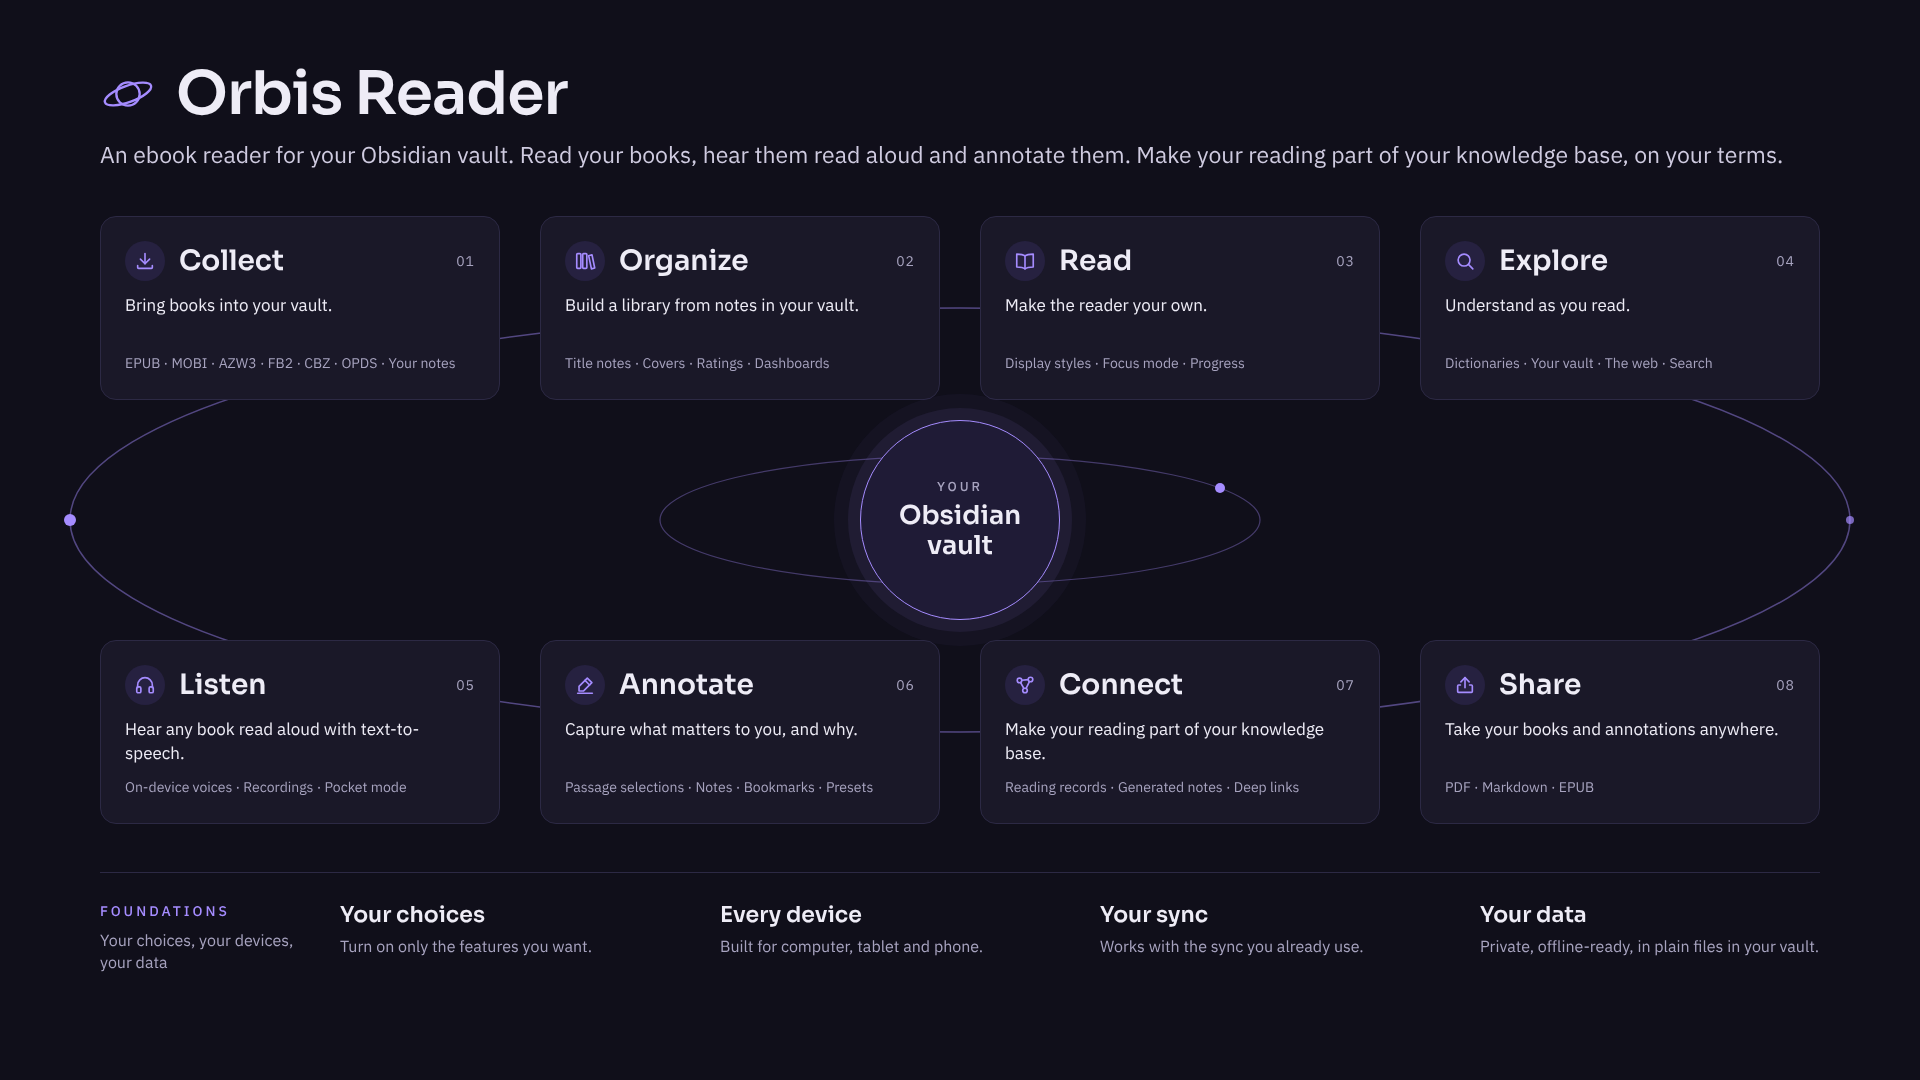 Orbis Reader
An ebook reader for your Obsidian vault. Read your books, hear them read aloud and annotate them. Make your reading part of your knowledge base, on your terms.
Collect
01
Bring books into your vault.
EPUB · MOBI · AZW3 · FB2 · CBZ · OPDS · Your notes
Organize
02
Build a library from notes in your vault.
Title notes · Covers · Ratings · Dashboards
Read
03
Make the reader your own.
Display styles · Focus mode · Progress
Explore
04
Understand as you read.
Dictionaries · Your vault · The web · Search
YOUR
Obsidian
vault
Listen
05
Hear any book read aloud with text-to-
speech.
On-device voices · Recordings · Pocket mode
Annotate
06
Capture what matters to you, and why.
Passage selections · Notes · Bookmarks · Presets
Connect
07
Make your reading part of your knowledge
base.
Reading records · Generated notes · Deep links
Share
08
Take your books and annotations anywhere.
PDF · Markdown · EPUB
FOUNDATIONS
Your choices, your devices,
your data
Your choices
Turn on only the features you want.
Every device
Built for computer, tablet and phone.
Your sync
Works with the sync you already use.
Your data
Private, offline-ready, in plain files in your vault.